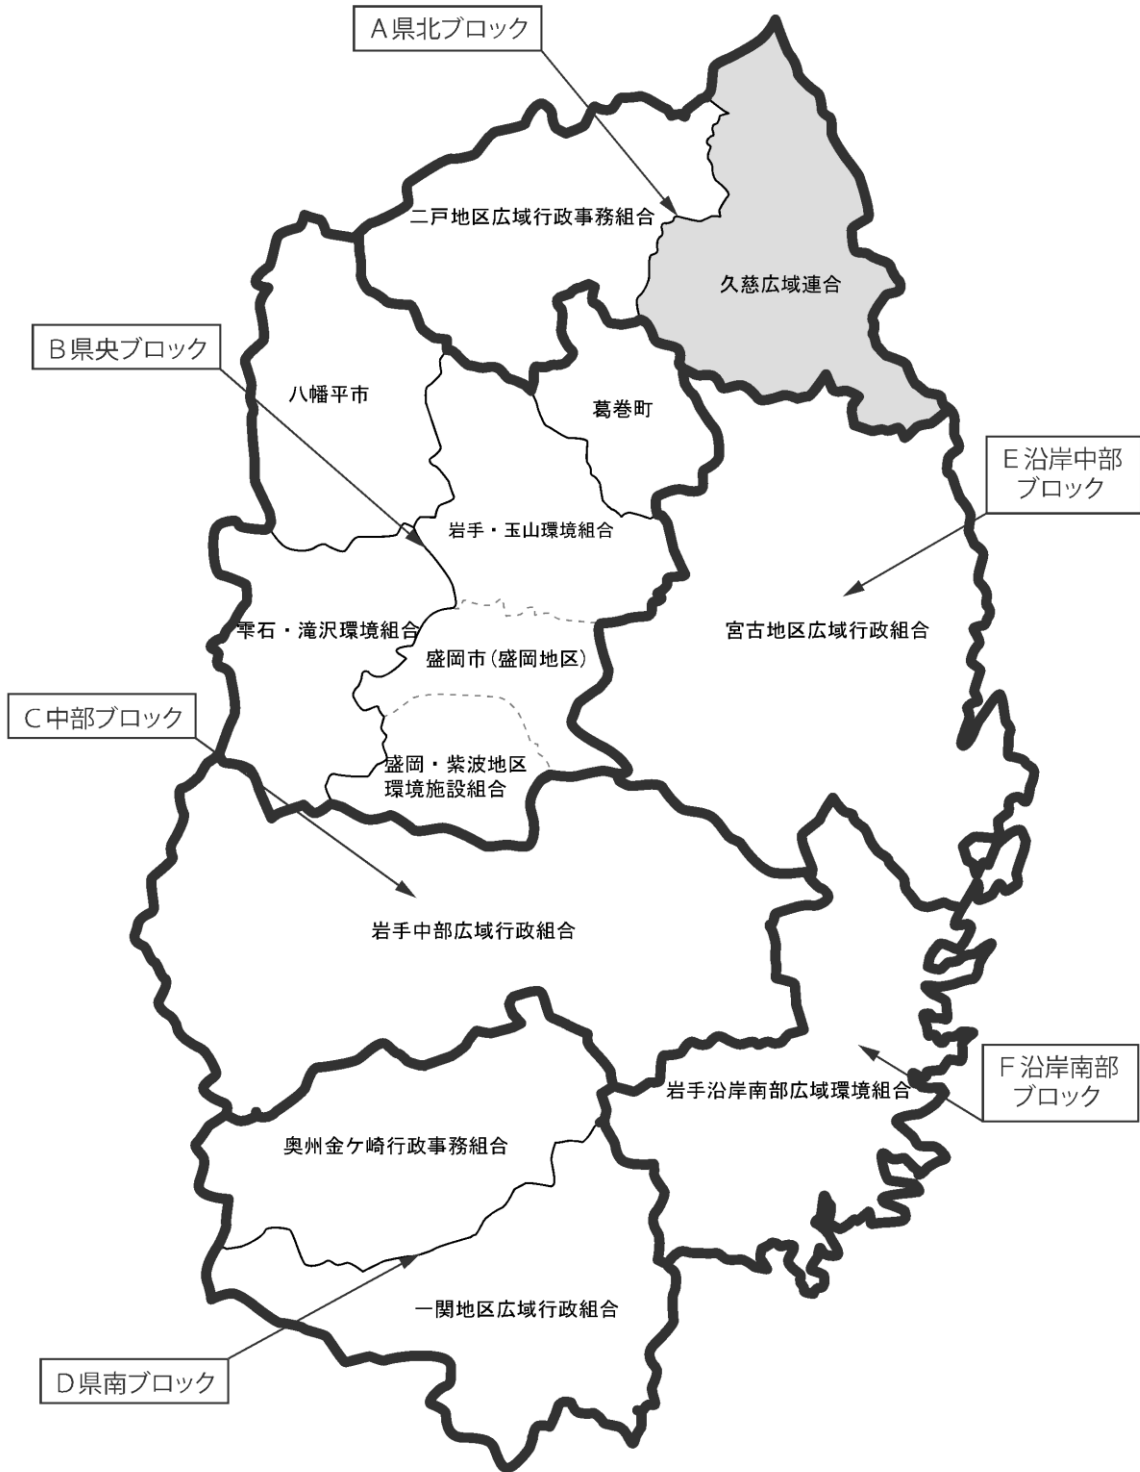 A県北ブロック
二戸地区広域行政事務組合
久慈広域連合
B県央ブロック
八幡平市
葛巻町
E沿岸中部
ブロック
岩手・玉山環境組合
雫石・滝沢環境組合
宮古地区広域行政組合
盛岡市(盛岡地区)
C中部ブロック
盛岡・紫波地区
環境施設組合
岩手中部広域行政組合
F沿岸南部
ブロック
岩手沿岸南部広域環境組合
奥州金ケ崎行政事務組合
一関地区広域行政組合
D県南ブロック